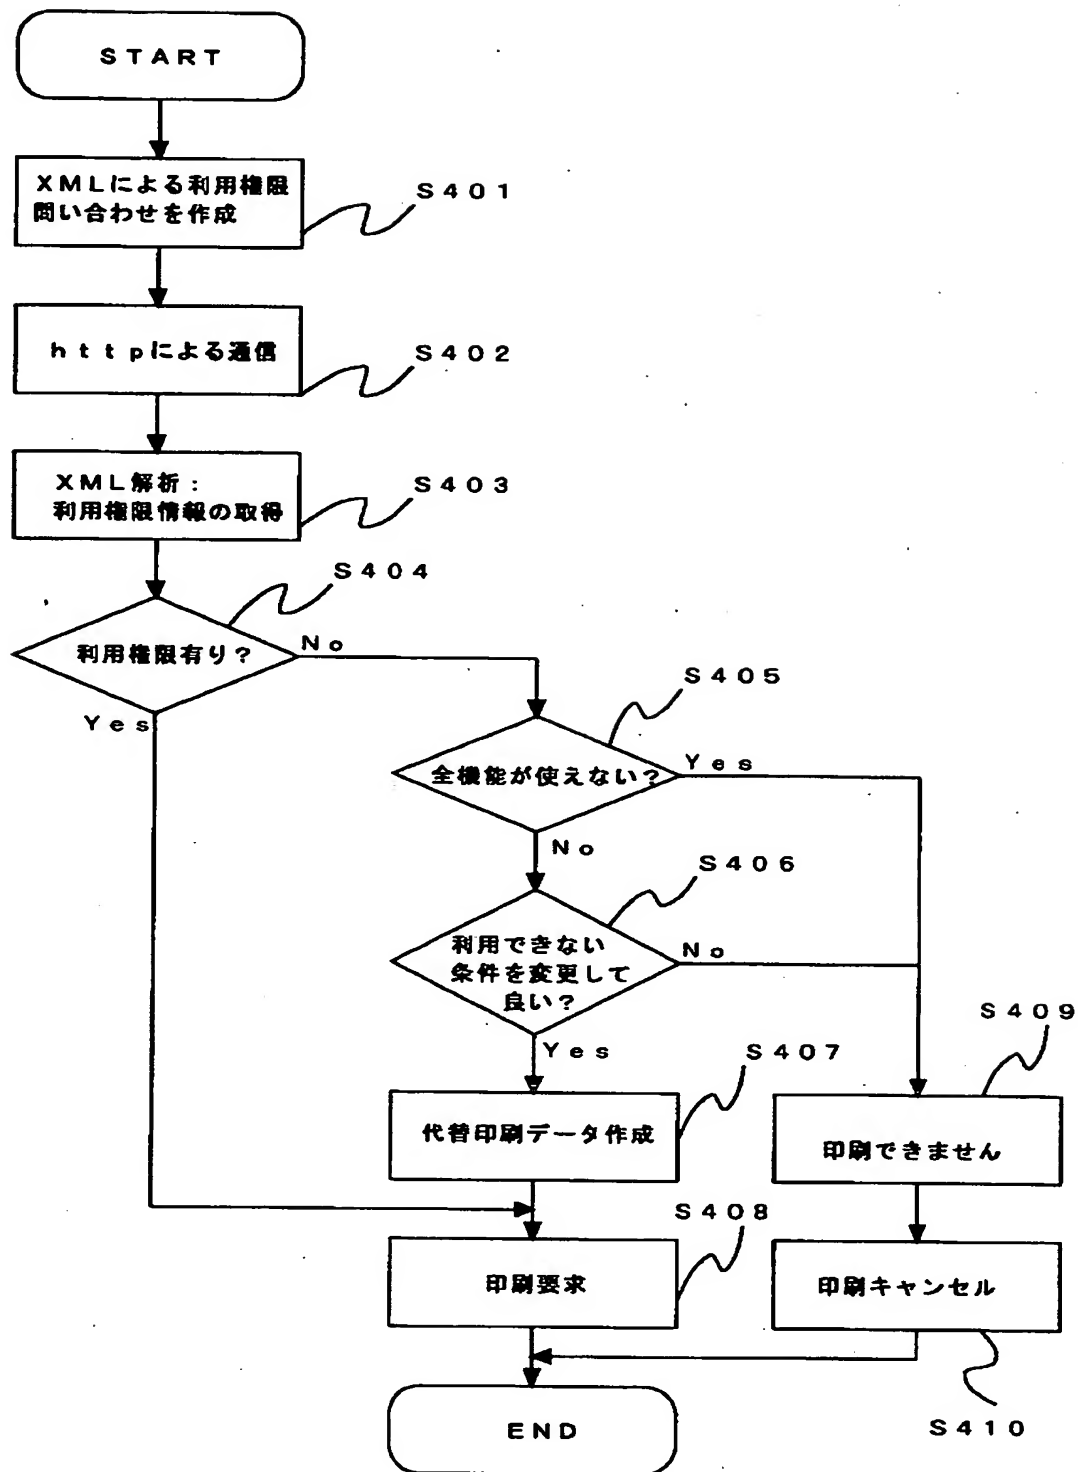 START
XMLによる利用権限
問い合わせを作成
S401
httpによる通信
S402
XML解析:
利用権限情報の取得
S403
S404
利用権限有り?
No
Yes
S405
全機能が使えない?
Yes
No
S406
利用できない
条件を変更して
良い?
No
Yes
S407
代替印刷データ作成
S409
印刷できません
S408
印刷要求
印刷キャンセル
S410
END